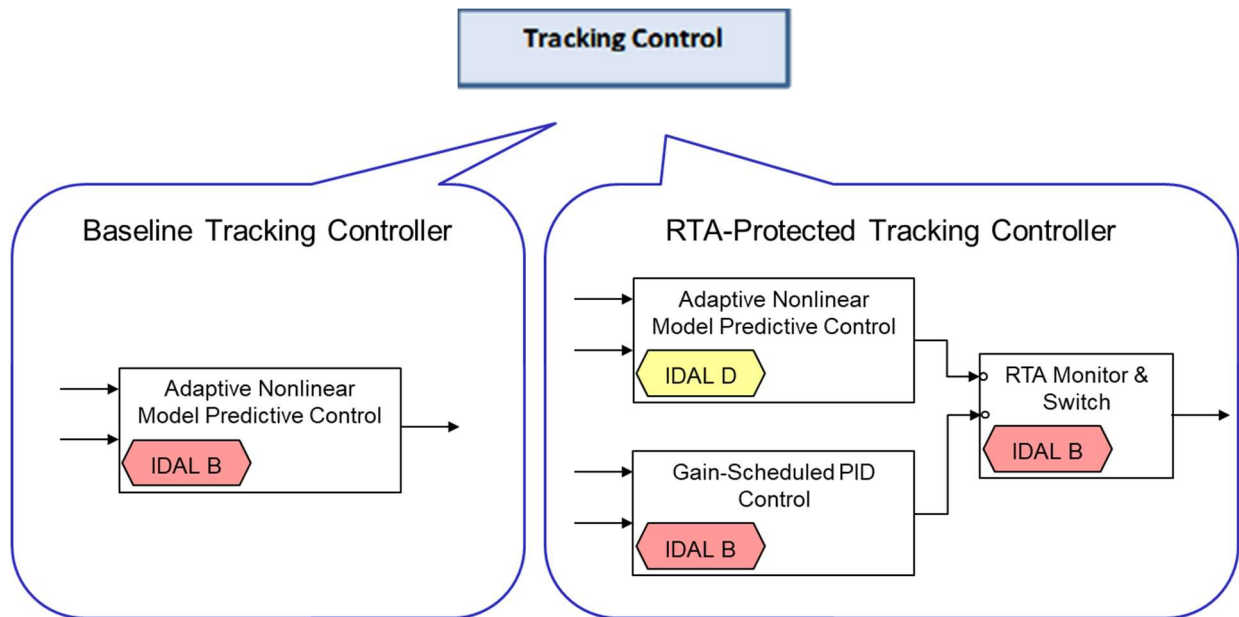 Tracking Control
Baseline Tracking Controller
Adaptive Nonlinear
Model Predictive Control
IDAL B
RTA-Protected Tracking Controller
Adaptive Nonlinear
Model Predictive Control
IDAL D
Gain-Scheduled PID
Control
IDAL B
RTA Monitor &
Switch
IDAL B